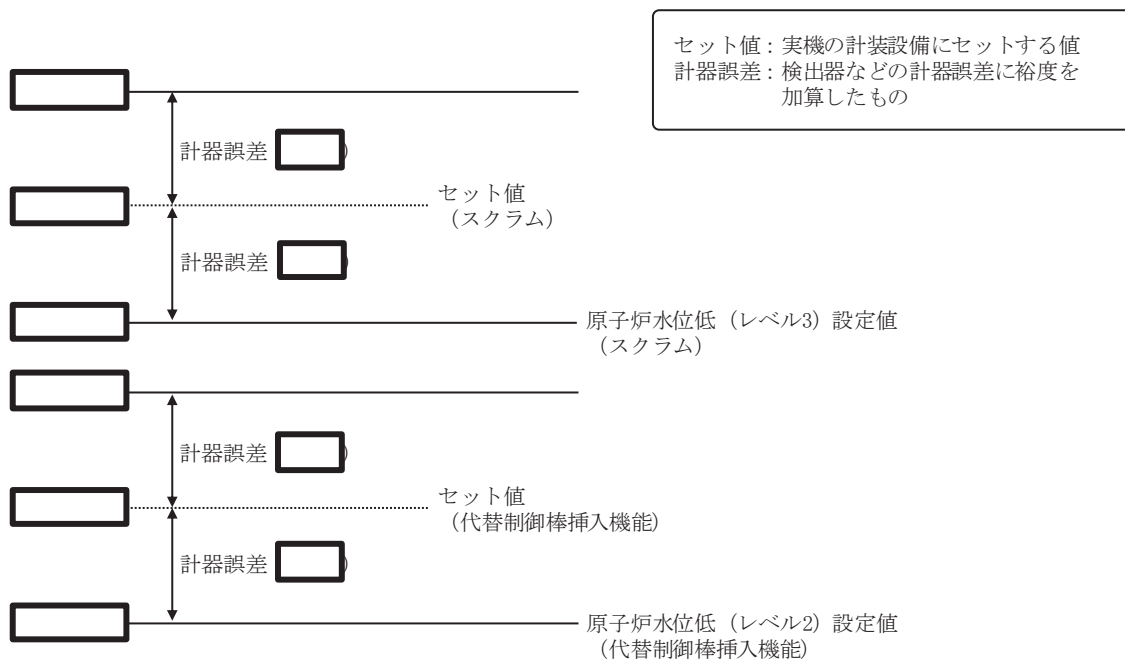 セット値：実機の計装設備にセットする値
計器誤差：検出器などの計器誤差に裕度を
加算したもの
計器誤差
セット値
（スクラム）
計器誤差
原子炉水位低（レベル3）設定値
（スクラム）
計器誤差
セット値
（代替制御棒挿入機能）
計器誤差
原子炉水位低（レベル2）設定値
（代替制御棒挿入機能）